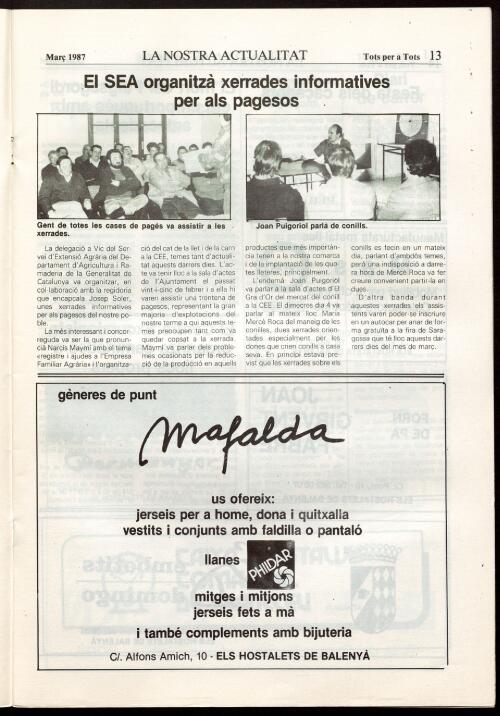 Març 1987 LA NOSTRA ACTUALITAT Tots per a Tots 13
El SEA organitzà xerrades informatives
per als pagesos
Gent de totes les cases de pagés va assistir a les
xerrades.
Joan Puigoriol parla de conills.
La delegació a Vic del Ser-
vei d'Extensió Agrària del De-
partament d'Agricultura i Ra-
maderia de la Generalitat de
Catalunya va organitzar, en
col·laboració amb la regidoria
que encapçala Josep Soler,
unes xerrades informatives
per als pagesos del nostre po-
ble.
La més interessant i concor-
reguda va ser la que pronun-
cià Narcís Maymí amb el tema
«registre i ajudes a l'Empresa
Familiar Agrària» i l'organitza-
ció del cat de la llet i de la carn
a la CEE, temes tant d'actuali-
tat aquests darrers dies. L'ac-
te va tenir lloc a la sala d'actes
de l'Ajuntament el passat
vint-i-dinc de febrer i a ella hi
varen assistir una trentena de
pagesos, representant la gran
majoria d'explotacions del
nostre terme a qui aquests te-
mes preocupen tant com va
quedar copsat a la xerrada.
Maymí va parlar dels proble-
mes ocasionats per la reduc-
ció de la producció en aquells
productes que més importàn-
cia tenien a la nostra comarca
i de la implantació de les quo-
tes lleteres, principalment.
L'endemà Joan Puigoriol
va parlar a la sala d'actes d'El
Gra d'Or del mercat del conill
a la CEE. El dimecres dia 4 va
parlar al mateix lloc Maria
Mercè Roca del maneig de les
conilles, dues xerrades orien-
tades especialment per les
dones que crien conills a casa
seva. En principi estava pre-
vist que les xerrades sobre els
conills es fecin en un mateix
dia, parlant d'ambdós temes,
però una indisposició a darre-
ra hora de Mercè Roca va fer
creure convenient partir-la en
dugues.
D'altra banda durant
aquestes xerrades els assis-
tents varen poder-se inscriure
en un autocar per anar de for-
ma gratuïta a la fira de Sara-
gossa que té lloc aquests dar-
rers dies del mes de març.
gèneres de punt
Mafalda
us ofereix:
jerseis per a home, dona i quitxalla
vestits i conjunts amb faldilla o pantaló
llanes PHILDAR
mitges i mitjons
jerseis fets a mà
i també complements amb bijuteria
C/. Alfons Amich, 10 - ELS HOSTALETS DE BALENYÀ